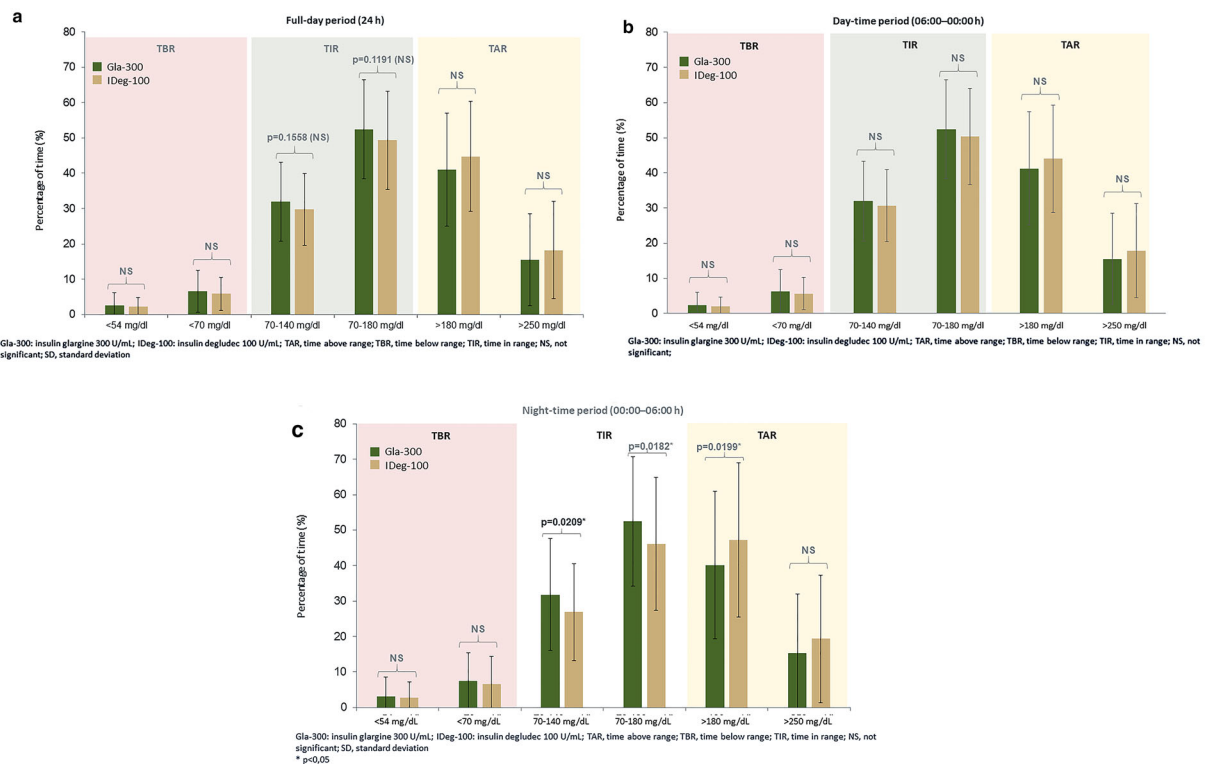 a
Full-day period (24 h)
80
70
60
50
40
30
20
10
0
Percentage of time (%)
TBR
TIR
TAR
Gla-300
IDeg-100
NS
NS
p=0.1558 (NS)
p=0.1191 (NS)
NS
NS
<54 mg/dl
<70 mg/dl
70-140 mg/dl
70-180 mg/dl
>180 mg/dl
>250 mg/dl
Gla-300: insulin glargine 300 U/mL; IDeg-100: insulin degludec 100 U/mL; TAR, time above range; TBR, time below range; TIR, time in range; NS, not
significant; SD, standard deviation
b
Day-time period (06:00–00:00 h)
80
70
60
50
40
30
20
10
0
Percentage of time (%)
TBR
TIR
TAR
Gla-300
IDeg-100
NS
NS
NS
NS
NS
NS
<54 mg/dl
<70 mg/dl
70-140 mg/dl
70-180 mg/dl
>180 mg/dl
>250 mg/dl
Gla-300: insulin glargine 300 U/mL; IDeg-100: insulin degludec 100 U/mL; TAR, time above range; TBR, time below range; TIR, time in range; NS, not
significant;
c
Night-time period (00:00–06:00 h)
80
70
60
50
40
30
20
10
0
Percentage of time (%)
TBR
TIR
TAR
Gla-300
IDeg-100
NS
NS
p=0.0209*
p=0,0182*
p=0.0199*
NS
<54 mg/dL
<70 mg/dL
70-140 mg/dL
70-180 mg/dL
>180 mg/dL
>250 mg/dL
Gla-300: insulin glargine 300 U/mL; IDeg-100: insulin degludec 100 U/mL; TAR, time above range; TBR, time below range; TIR, time in range; NS, not
significant; SD, standard deviation
* p<0,05